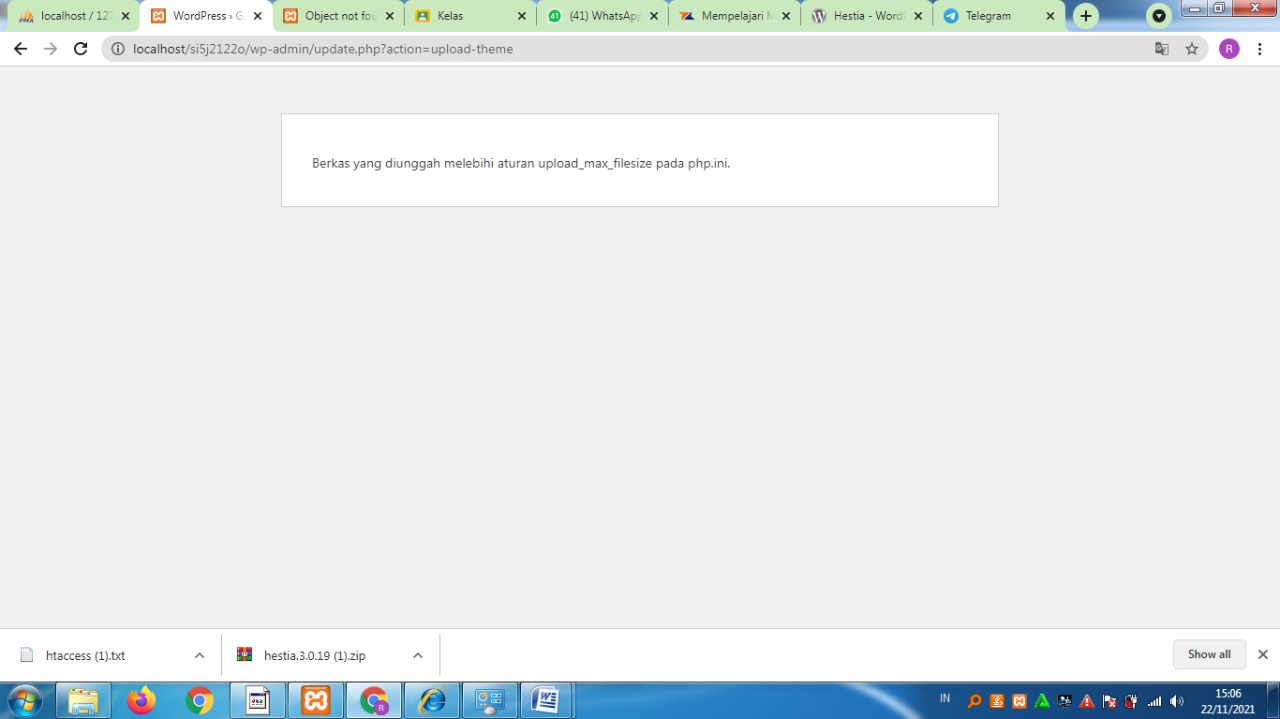 localhost / 127
WordPress › G
Object not fou
Kelas
(41) WhatsApp
Mempelajari M
Hestia - WordP
Telegram
localhost/si5j2122o/wp-admin/update.php?action=upload-theme
R
Berkas yang diunggah melebihi aturan upload_max_filesize pada php.ini.
htaccess (1).txt
hestia.3.0.19 (1).zip
Show all
IN
15:06
22/11/2021